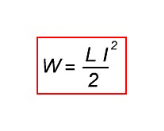 W = L I² / 2